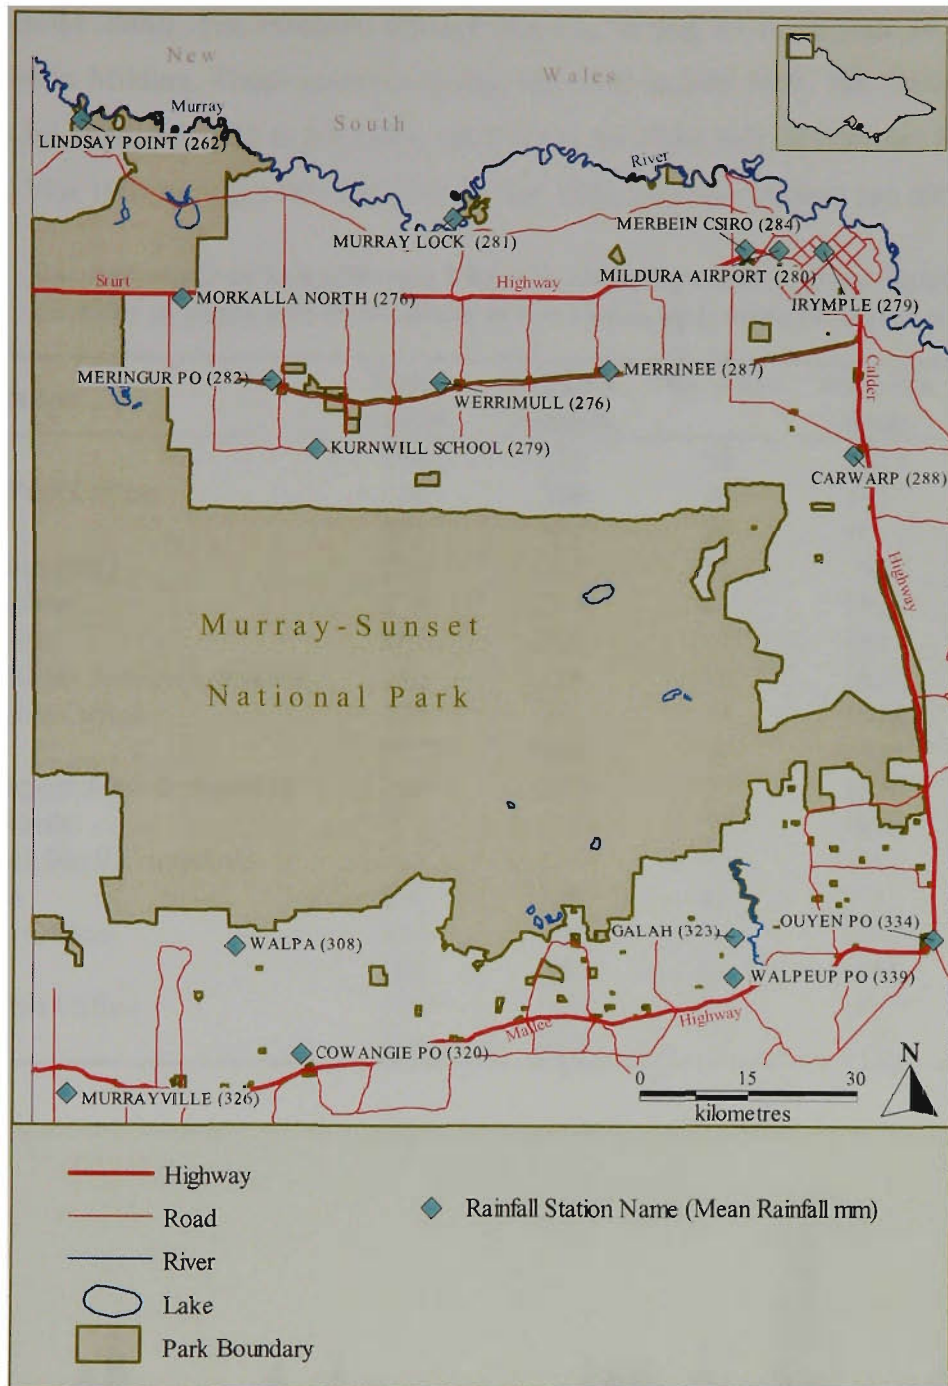 New
Wales
South
Murray
River
LINDSAY POINT (262)
MURRAY LOCK (281)
MERBEIN CSIRO (284)
MILDURA AIRPORT (280)
IRYMPLE (279)
Sturt
Highway
MORKALLA NORTH (276)
MERINGUR PO (282)
WERRIMULL (276)
MERRINEE (287)
KURNWILL SCHOOL (279)
Calder
CARWARP (288)
Highway
Murray-Sunset
National Park
WALPA (308)
GALAH (323)
OUYEN PO (334)
WALPEUP PO (339)
Mallee
Highway
COWANGIE PO (320)
MURRAYVILLE (326)
N
0 15 30
kilometres
Highway
Road
River
Lake
Park Boundary
Rainfall Station Name (Mean Rainfall mm)